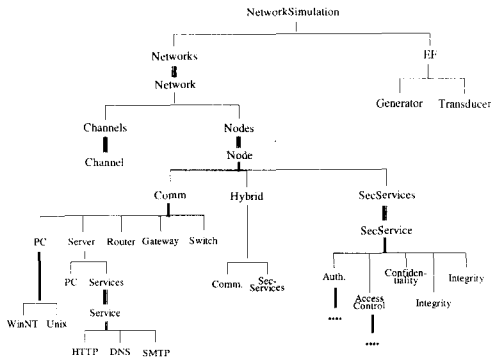 NetworkSimulation
Networks
EF
Network
Generator Transducer
Channels Nodes
Channel Node
Comm Hybrid SecServices
SecService
PC Server Router Gateway Switch
PC Services
Comm. Sec-
Services
Auth. Access
Control
Confiden-
tiality
Integrity
Integrity
Service
WinNT Unix
HTTP DNS SMTP
****
****